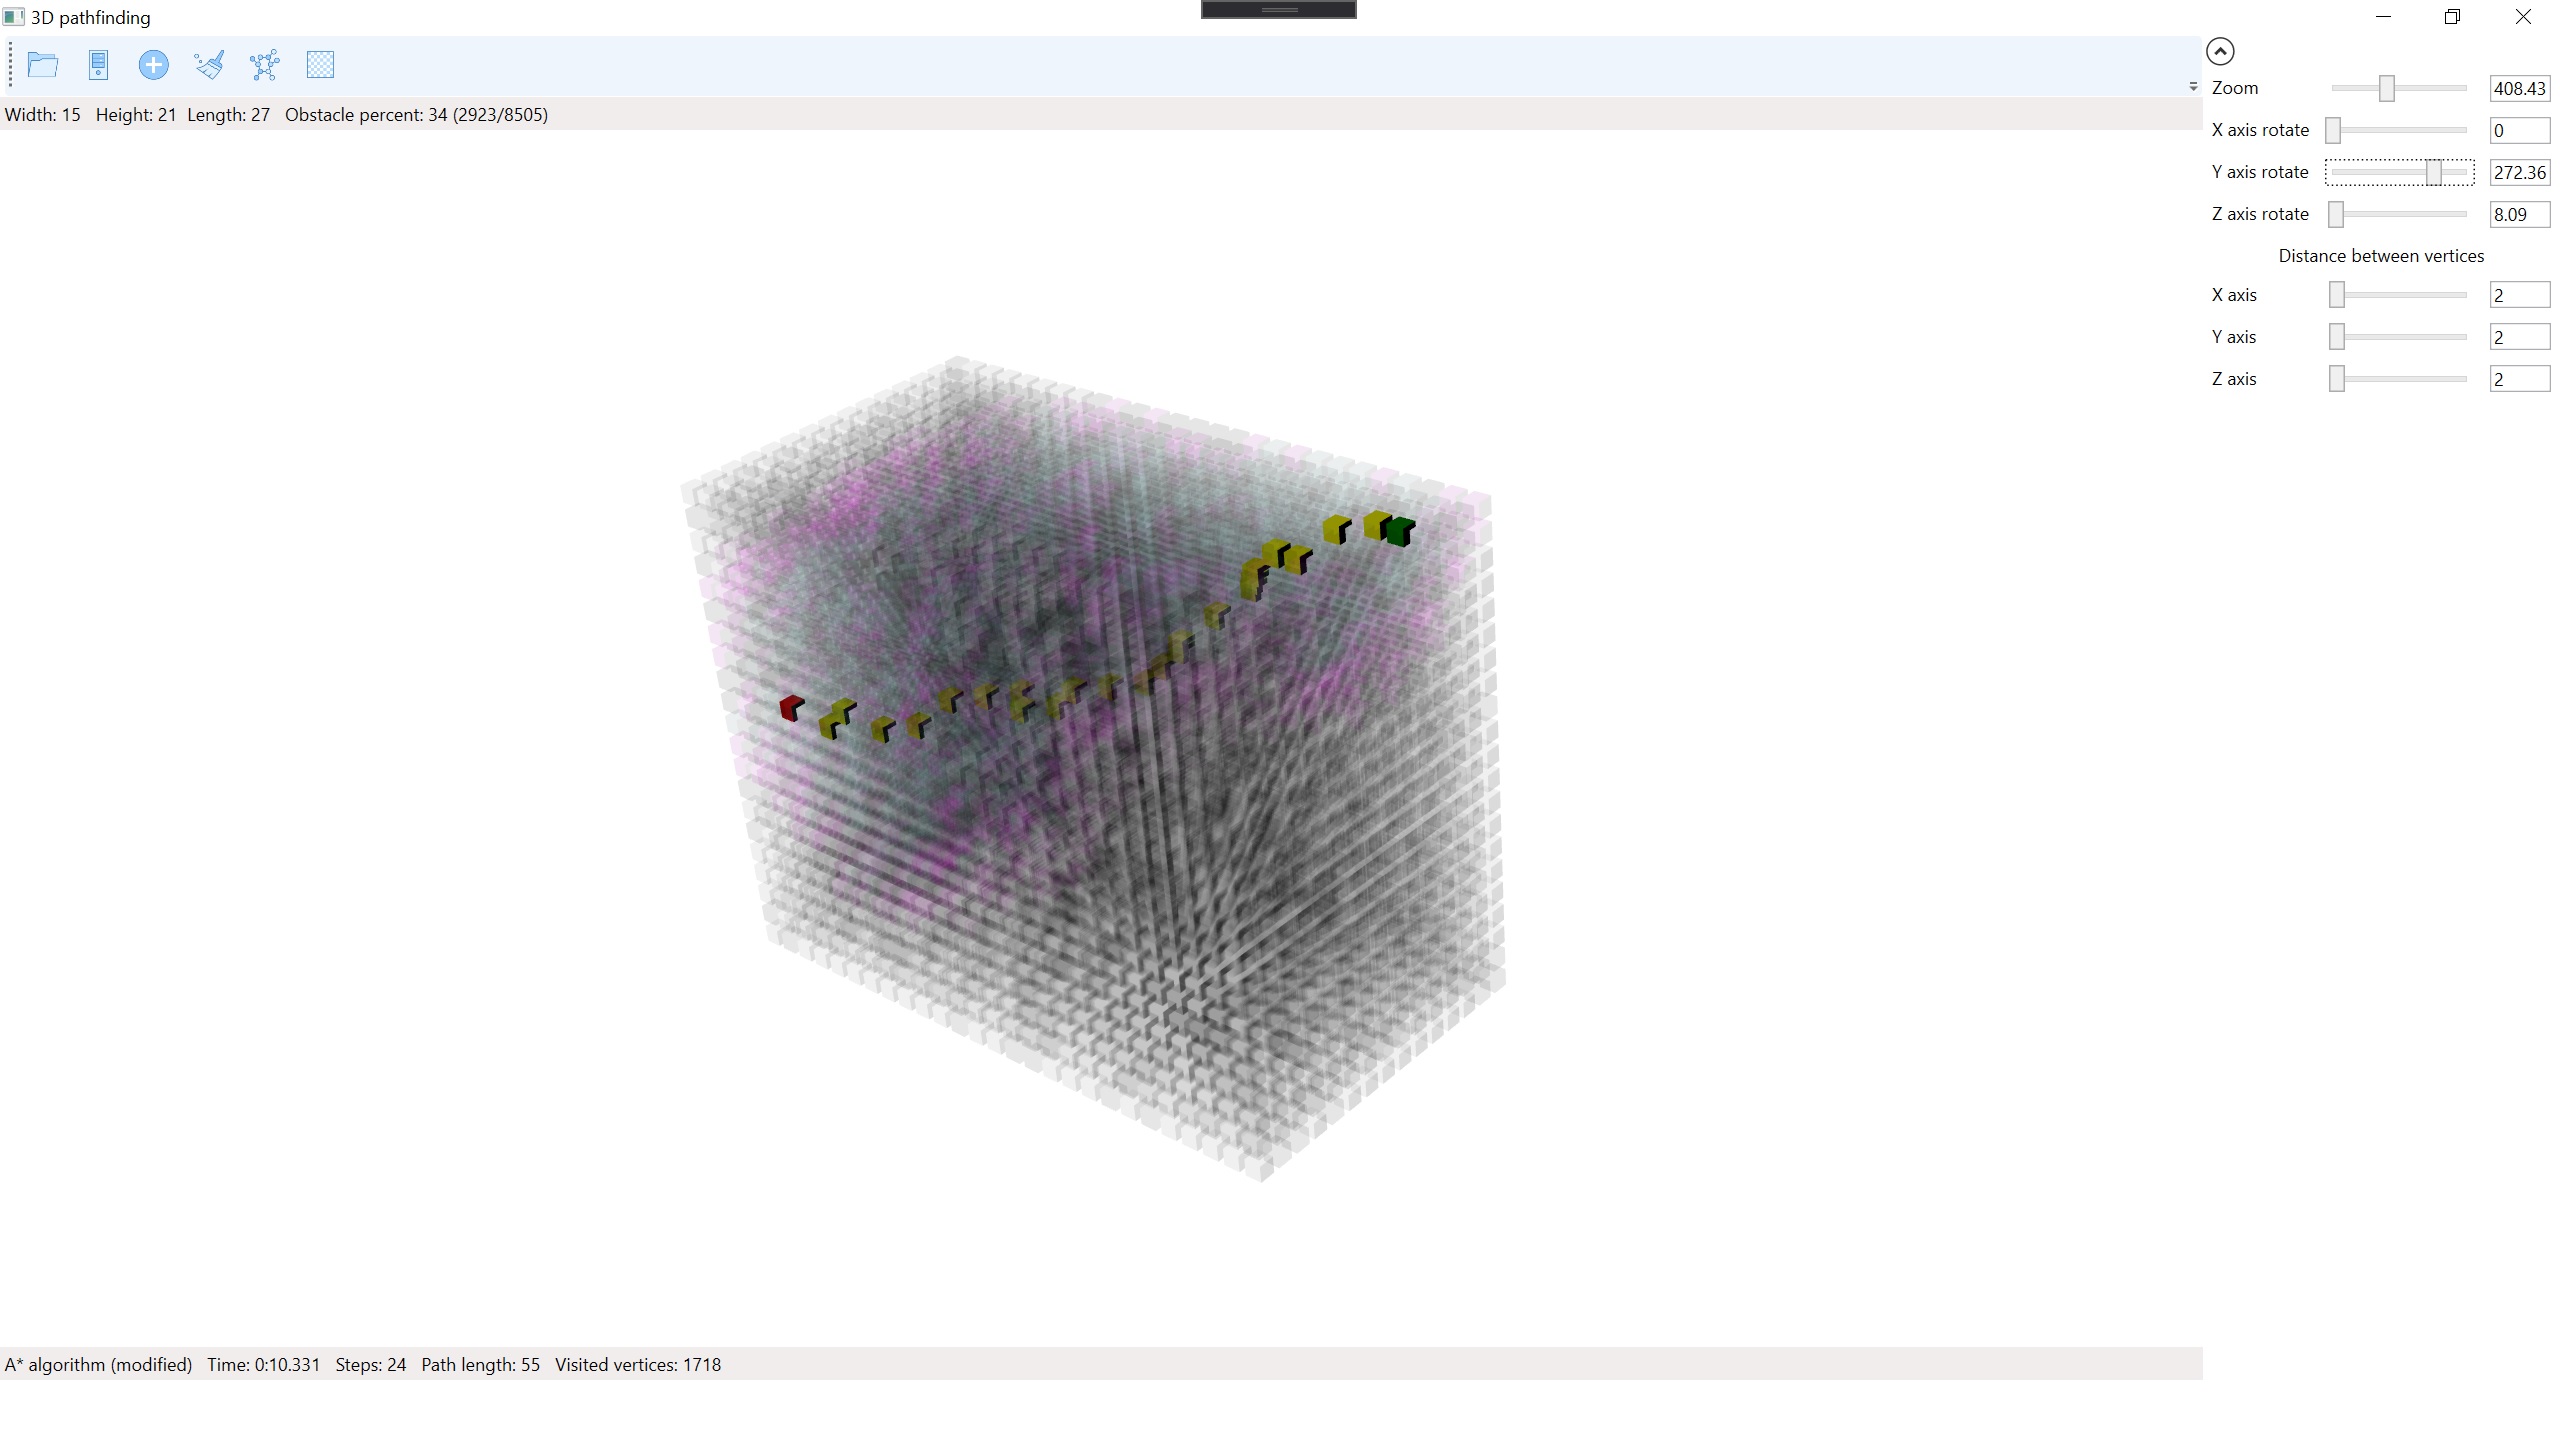 3D pathfinding
Width: 15 Height: 21 Length: 27 Obstacle percent: 34 (2923/8505)
Zoom 408.43
X axis rotate 0
Y axis rotate 272.36
Z axis rotate 8.09
Distance between vertices
X axis 2
Y axis 2
Z axis 2
A* algorithm (modified) Time: 0:10.331 Steps: 24 Path length: 55 Visited vertices: 1718